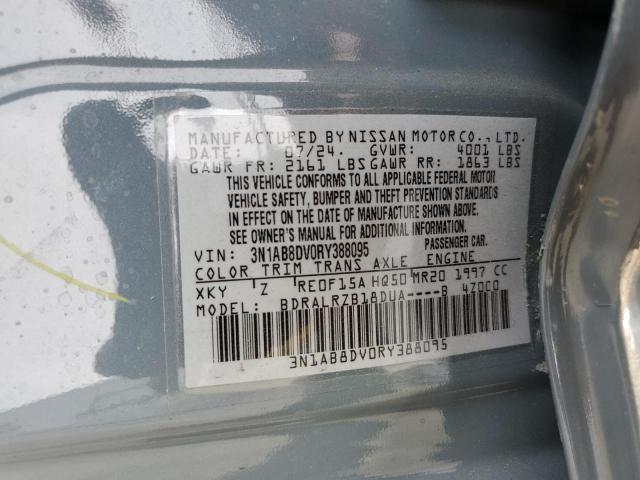 MANUFACTURED BY NISSAN MOTOR CO., LTD.
DATE: 07/24. GVWR: 4001 LBS
GAWR FR: 2161 LBS GAWR RR: 1863 LBS
THIS VEHICLE CONFORMS TO ALL APPLICABLE FEDERAL MOTOR
VEHICLE SAFETY, BUMPER AND THEFT PREVENTION STANDARDS
IN EFFECT ON THE DATE OF MANUFACTURE SHOWN ABOVE.
SEE OWNER'S MANUAL FOR ADDITIONAL INFORMATION.
VIN: 3N1AB8DV0RY388095 PASSENGER CAR.
COLOR TRIM TRANS AXLE ENGINE
XKY Z RE0F15A HQ50 MR20 1997 CC
MODEL: BDRALRZB18DUA----B 4Z0C0
3N1AB8DV0RY388095